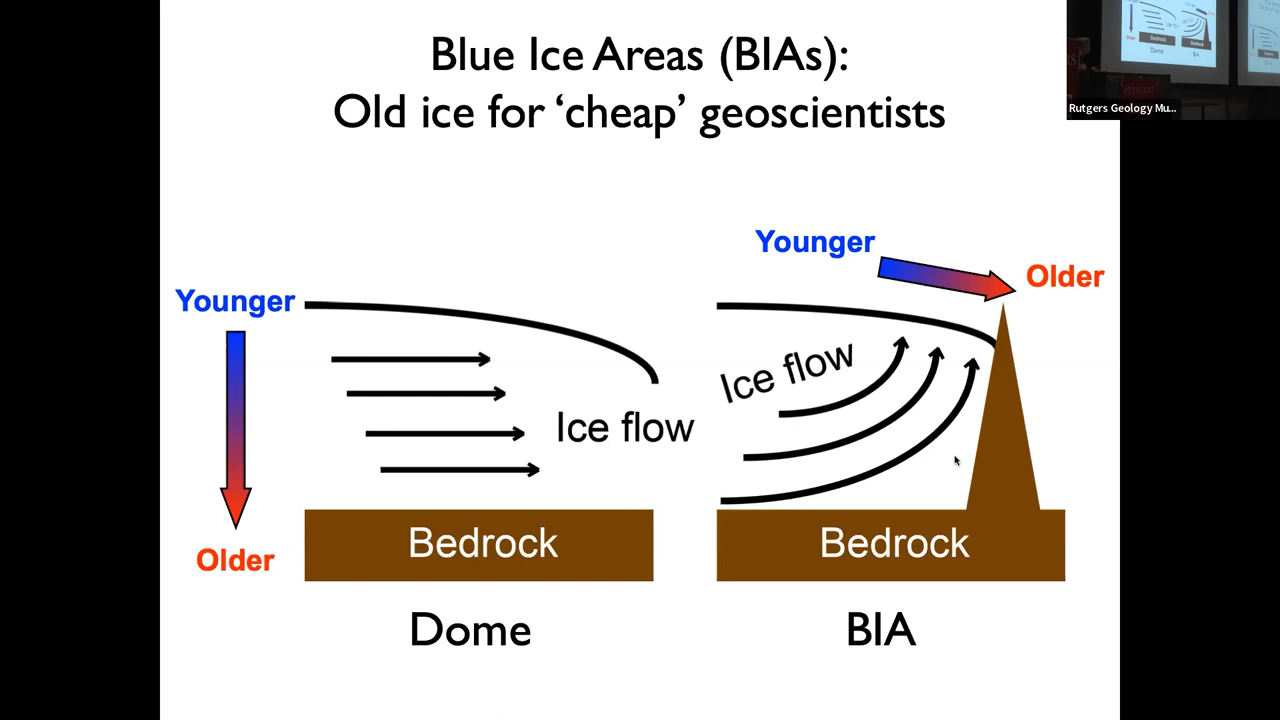 Blue Ice Areas (BIAs):
Old ice for ‘cheap’ geoscientists
Rutgers Geology Mu...
Younger
Older
Ice flow
Bedrock
Dome
Younger
Older
Ice flow
Bedrock
BIA